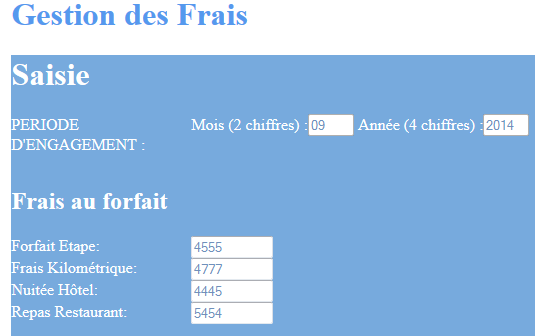 Gestion des Frais
Saisie
PERIODE D'ENGAGEMENT : Mois (2 chiffres) : 09 Année (4 chiffres) : 2014
Frais au forfait
Forfait Etape: 4555
Frais Kilométrique: 4777
Nuitée Hôtel: 4445
Repas Restaurant: 5454